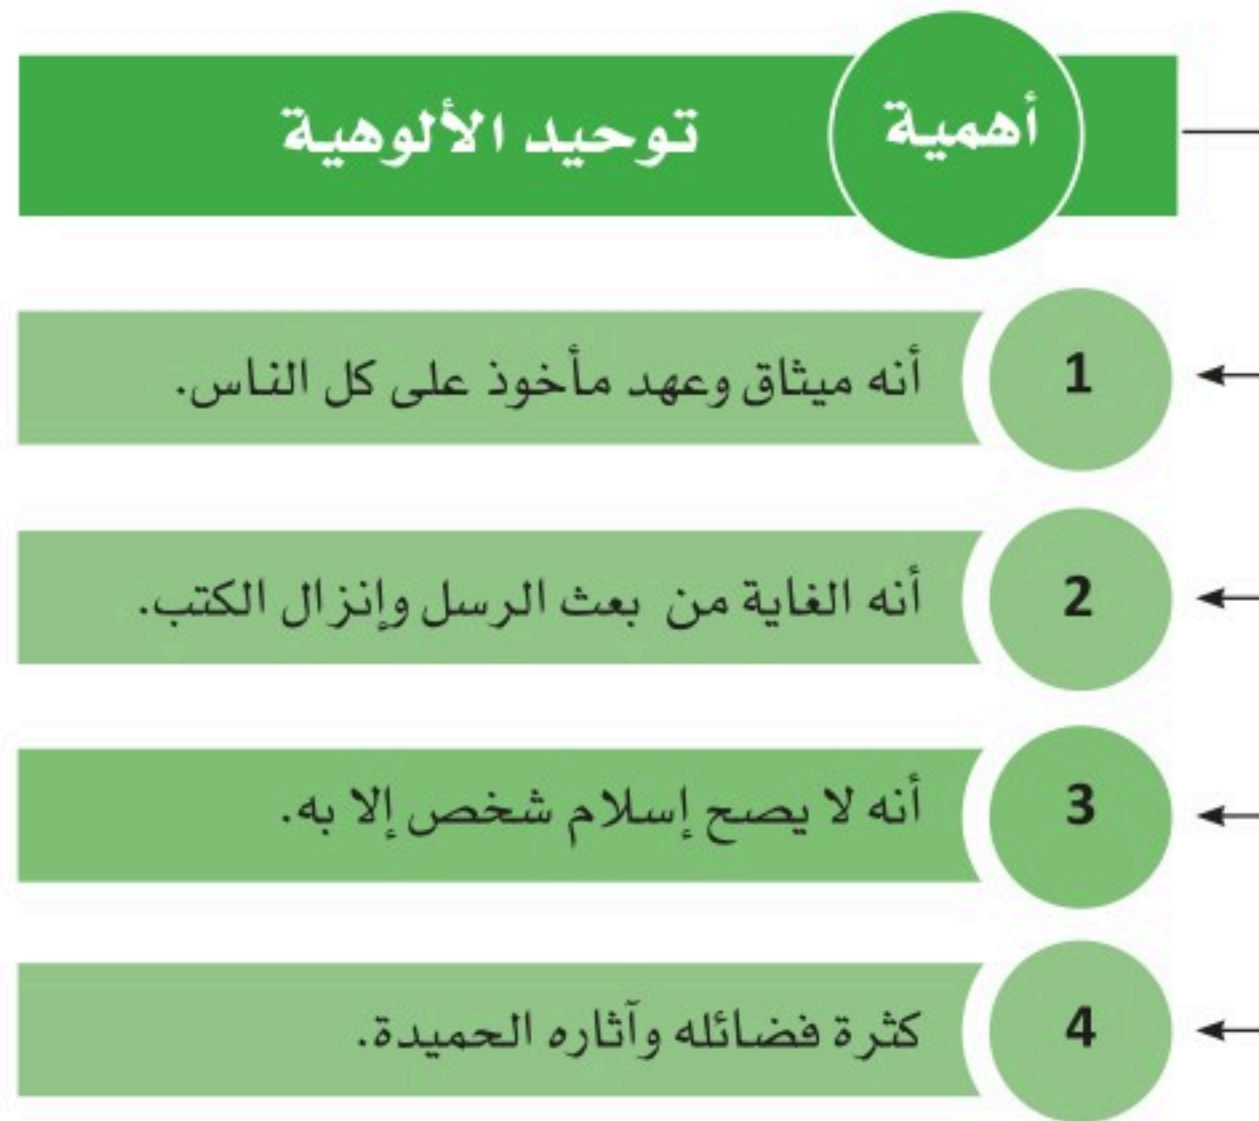 أهمية توحيد الألوهية
1 أنه ميثاق وعهد مأخوذ على كل الناس.
2 أنه الغاية من بعث الرسل وإنزال الكتب.
3 أنه لا يصح إسلام شخص إلا به.
4 كثرة فضائله وآثاره الحميدة.